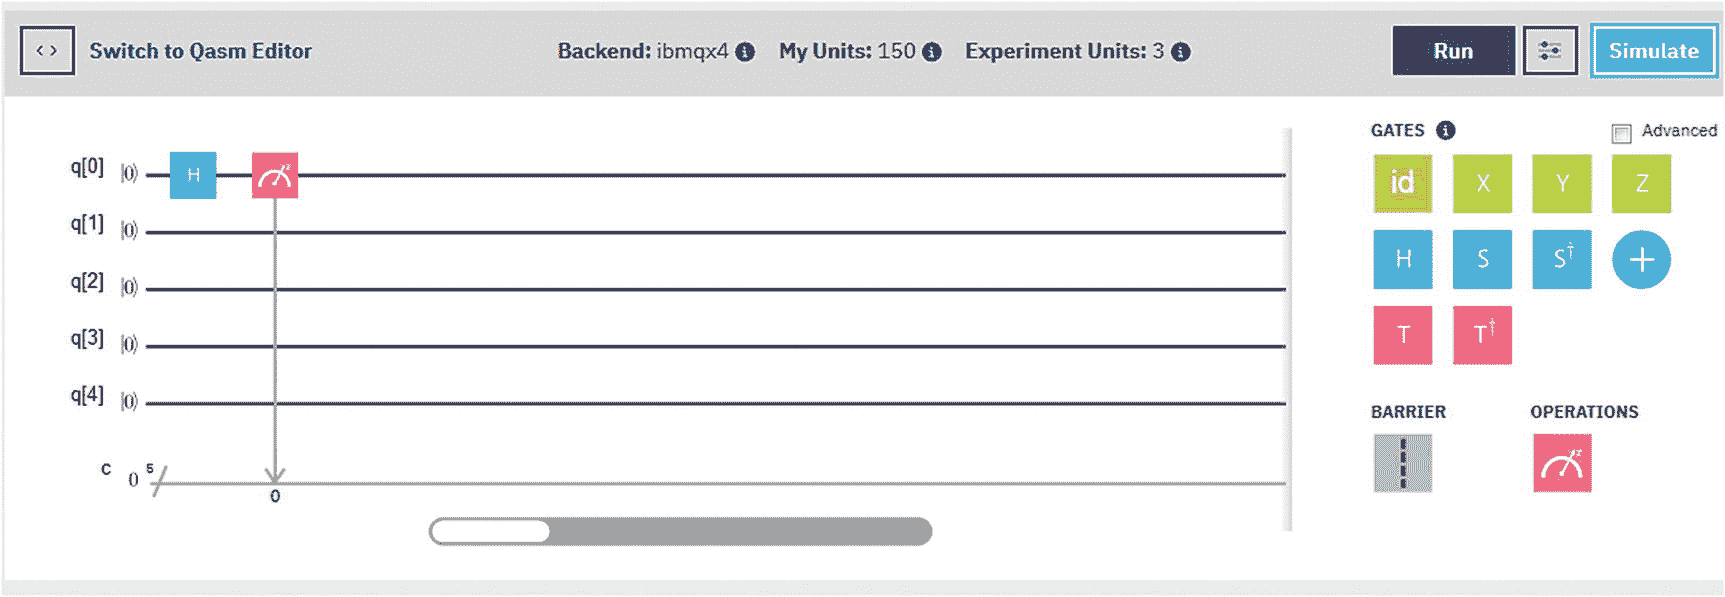 <> Switch to Qasm Editor Backend: ibmqx4 i My Units: 150 i Experiment Units: 3 i Run Simulate
GATES i Advanced
q[0] |0⟩ H z
id X Y Z
q[1] |0⟩
H S S† +
q[2] |0⟩
q[3] |0⟩
T T†
q[4] |0⟩
BARRIER OPERATIONS
c 0 5
0
z